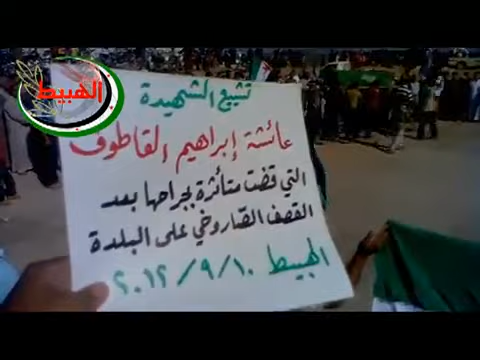 الهبيط
تشييع الشهيدة
عائشة إبراهيم القاطوف
التي قضت متأثرة بجراحها بعد
القصف الصاروخي على البلدة
الهبيط ٢٠١٢/٩/١٠